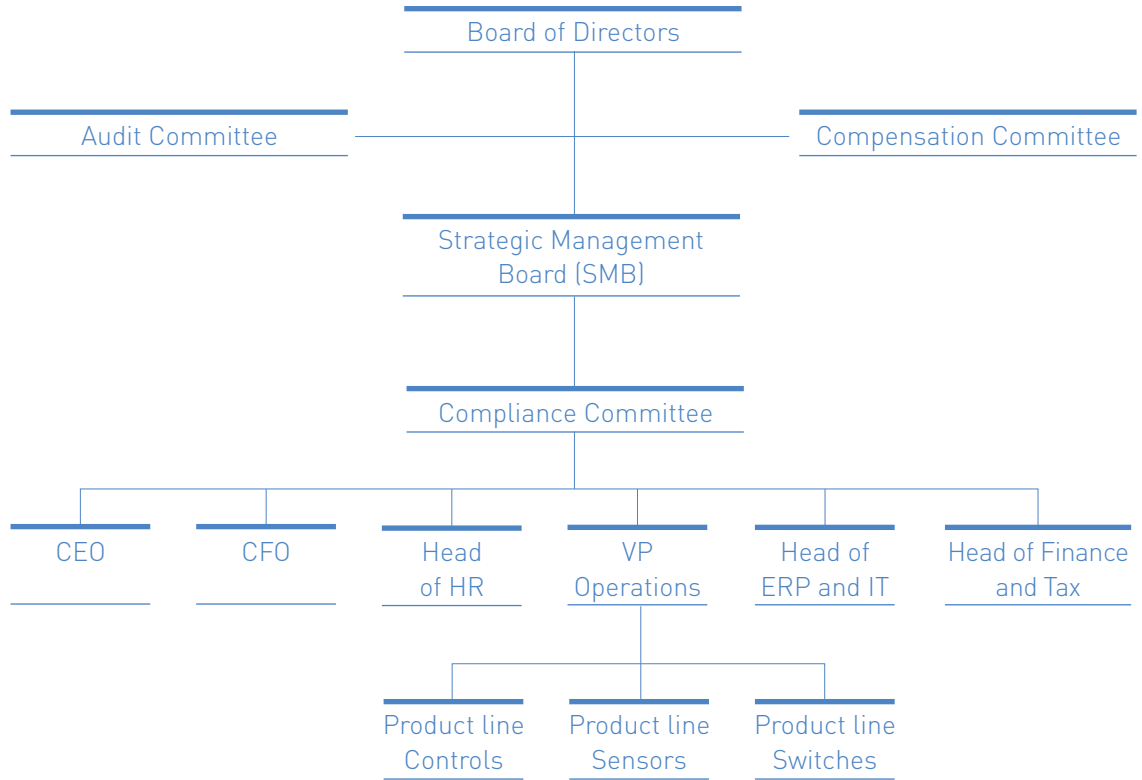 Board of Directors
Audit Committee
Compensation Committee
Strategic Management
Board (SMB)
Compliance Committee
CEO
CFO
Head
of HR
VP
Operations
Head of
ERP and IT
Head of Finance
and Tax
Product line
Controls
Product line
Sensors
Product line
Switches